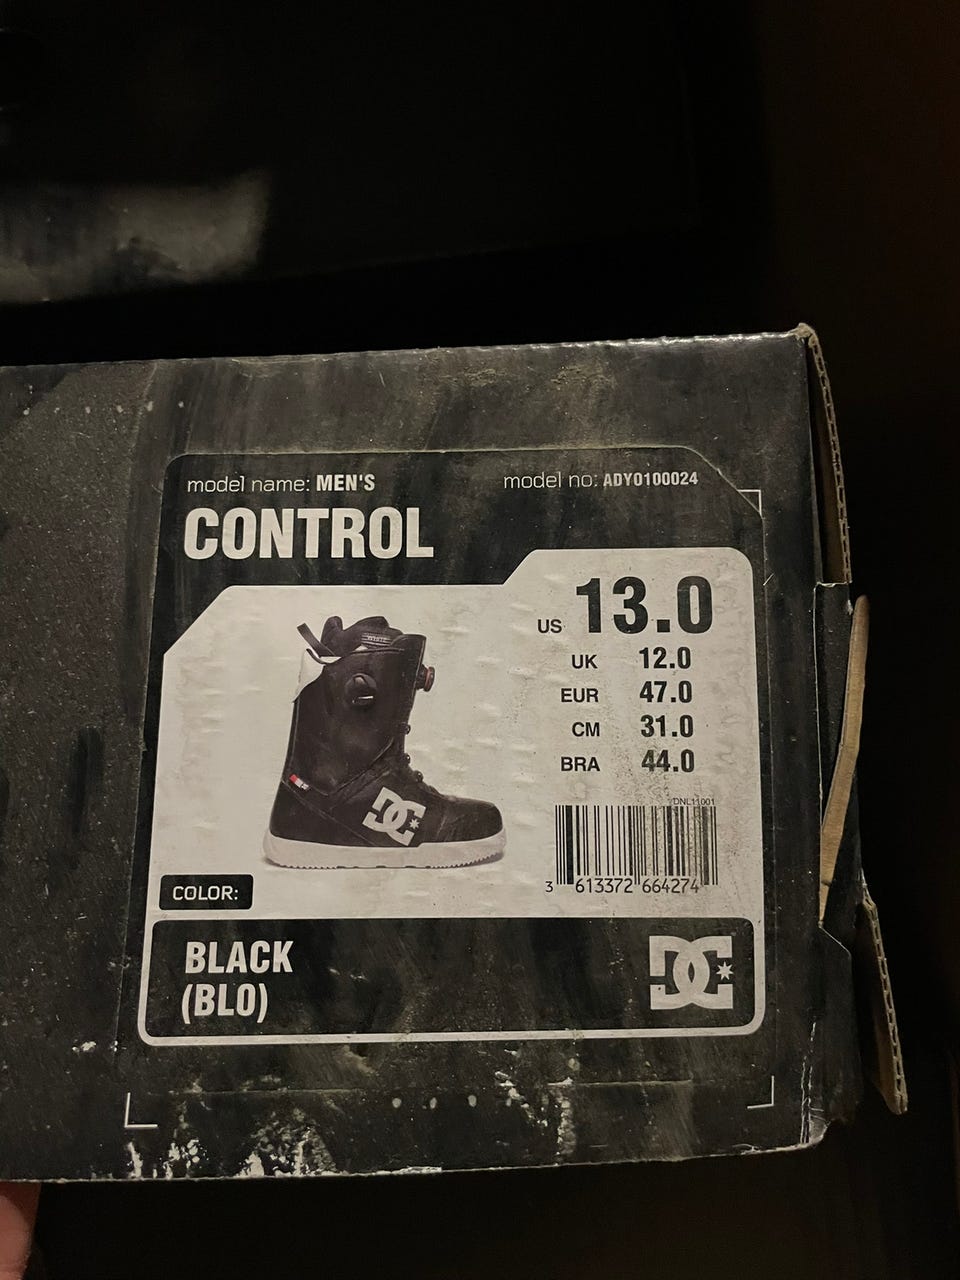 model name: MEN'S
model no: ADYO100024
CONTROL
US 13.0
UK 12.0
EUR 47.0
CM 31.0
BRA 44.0
DNL11001
3 613372 664274
COLOR:
BLACK
(BLO)
DC
DC